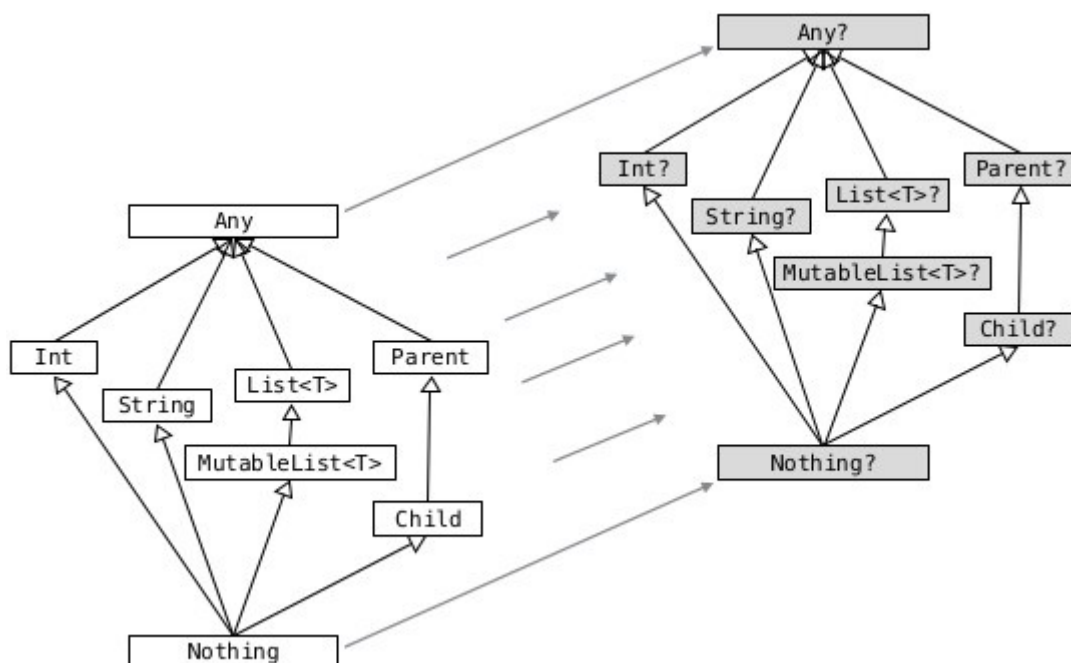 Any?
Int?
Parent?
List<T>?
String?
MutableList<T>?
Child?
Nothing?
Any
Int
Parent
List<T>
String
MutableList<T>
Child
Nothing